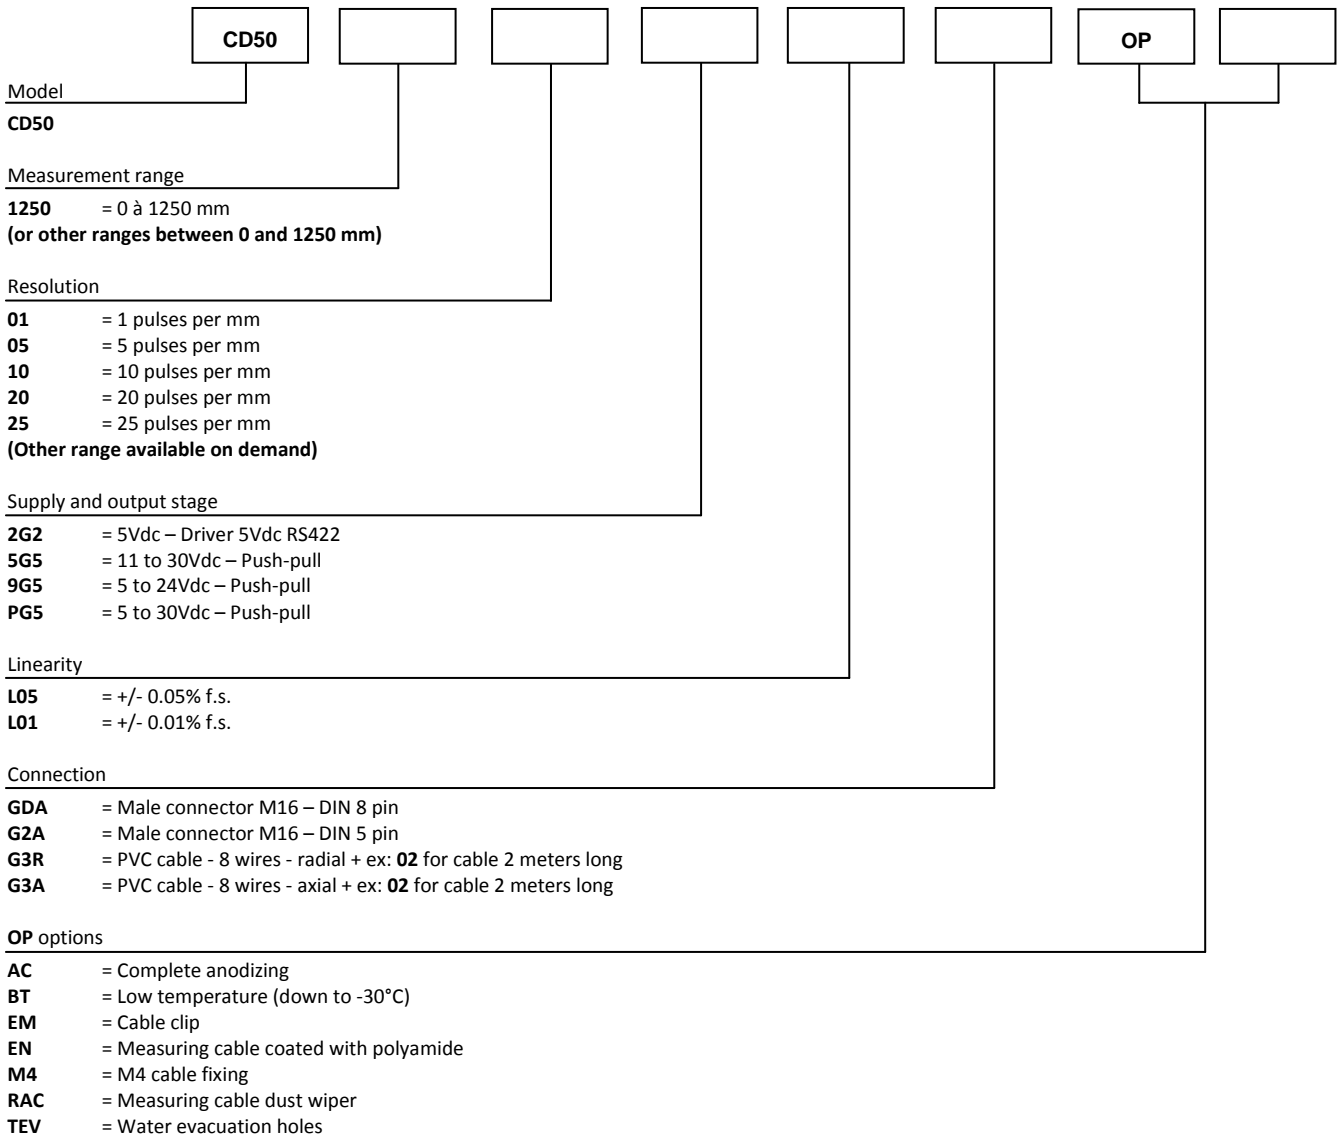 CD50 OP
Model
CD50
Measurement range
1250 = 0 à 1250 mm
(or other ranges between 0 and 1250 mm)
Resolution
01 = 1 pulses per mm
05 = 5 pulses per mm
10 = 10 pulses per mm
20 = 20 pulses per mm
25 = 25 pulses per mm
(Other range available on demand)
Supply and output stage
2G2 = 5Vdc – Driver 5Vdc RS422
5G5 = 11 to 30Vdc – Push-pull
9G5 = 5 to 24Vdc – Push-pull
PG5 = 5 to 30Vdc – Push-pull
Linearity
L05 = +/- 0.05% f.s.
L01 = +/- 0.01% f.s.
Connection
GDA = Male connector M16 – DIN 8 pin
G2A = Male connector M16 – DIN 5 pin
G3R = PVC cable - 8 wires - radial + ex: 02 for cable 2 meters long
G3A = PVC cable - 8 wires - axial + ex: 02 for cable 2 meters long
OP options
AC = Complete anodizing
BT = Low temperature (down to -30°C)
EM = Cable clip
EN = Measuring cable coated with polyamide
M4 = M4 cable fixing
RAC = Measuring cable dust wiper
TEV = Water evacuation holes